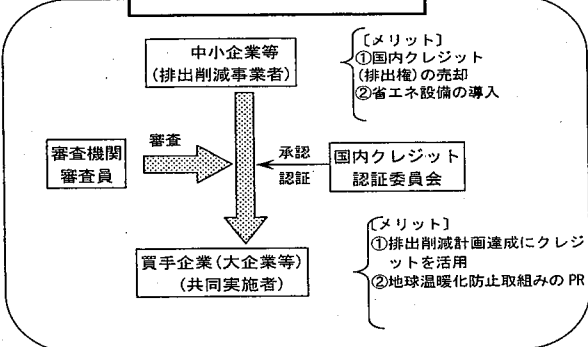 中小企業等
(排出削減事業者)
〔メリット〕
①国内クレジット
(排出権)の売却
②省エネ設備の導入
審査機関
審査員
審査
承認
認証
国内クレジット
認証委員会
買手企業(大企業等)
(共同実施者)
〔メリット〕
①排出削減計画達成にクレジ
ットを活用
②地球温暖化防止取組みのPR